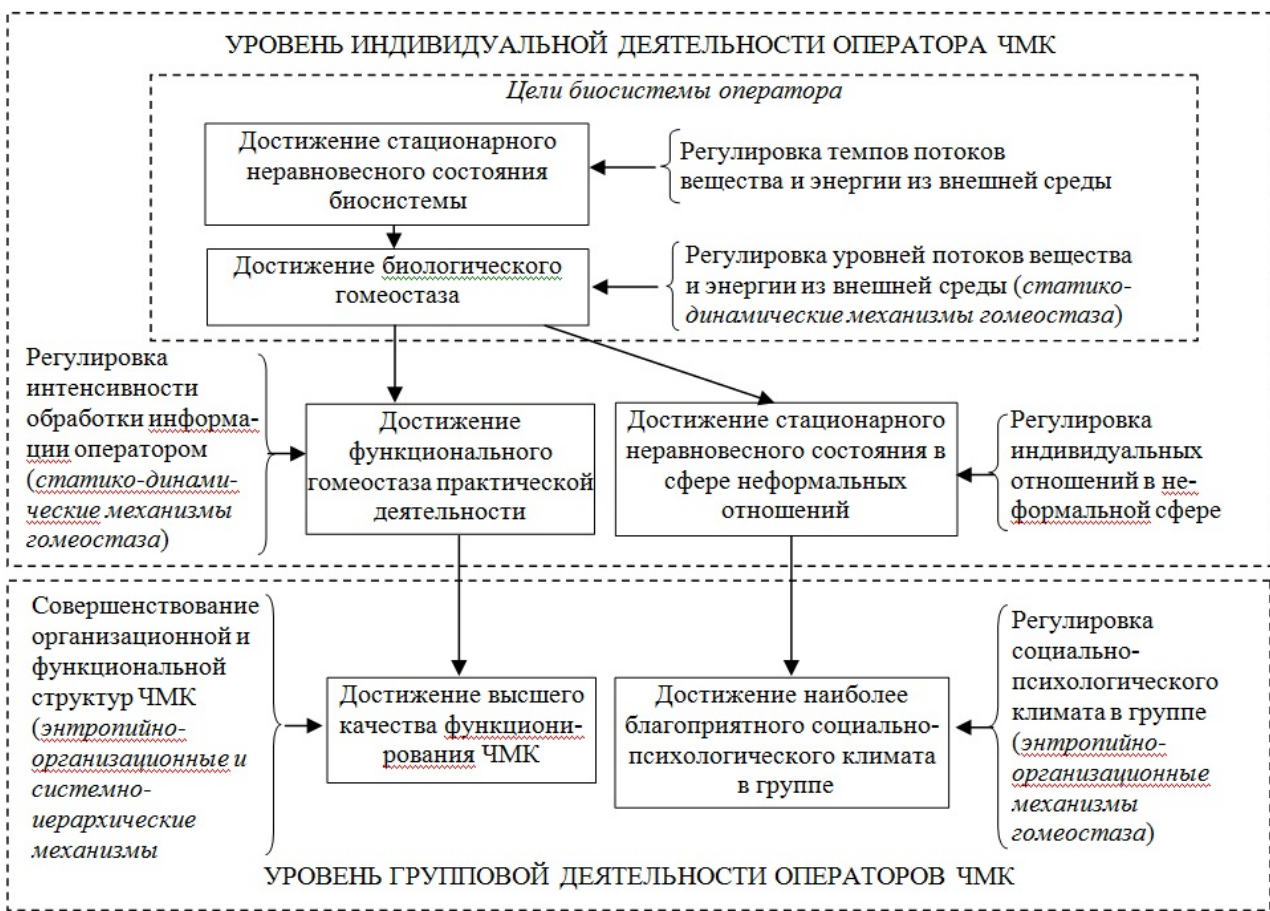 УРОВЕНЬ ИНДИВИДУАЛЬНОЙ ДЕЯТЕЛЬНОСТИ ОПЕРАТОРА ЧМК
Цели биосистемы оператора
Достижение стационарного
неравновесного состояния
биосистемы
Регулировка темпов потоков
вещества и энергии из внешней среды
Достижение биологического
гомеостаза
Регулировка уровней потоков вещества
и энергии из внешней среды (статико-
динамические механизмы гомеостаза)
Регулировка
интенсивности
обработки информа-
ции оператором
(статико-динами-
ческие механизмы
гомеостаза)
Достижение
функционального
гомеостаза практической
деятельности
Достижение стационарного
неравновесного состояния в
сфере неформальных
отношений
Регулировка
индивидуальных
отношений в не-
формальной сфере
Совершенствование
организационной и
функциональной
структур ЧМК
(энтропийно-
организационные и
системно-
иерархические
механизмы
Достижение высшего
качества функциони-
рования ЧМК
Достижение наиболее
благоприятного социально-
психологического климата
в группе
Регулировка
социально-
психологического
климата в группе
(энтропийно-
организационные
механизмы
гомеостаза)
УРОВЕНЬ ГРУППОВОЙ ДЕЯТЕЛЬНОСТИ ОПЕРАТОРОВ ЧМК